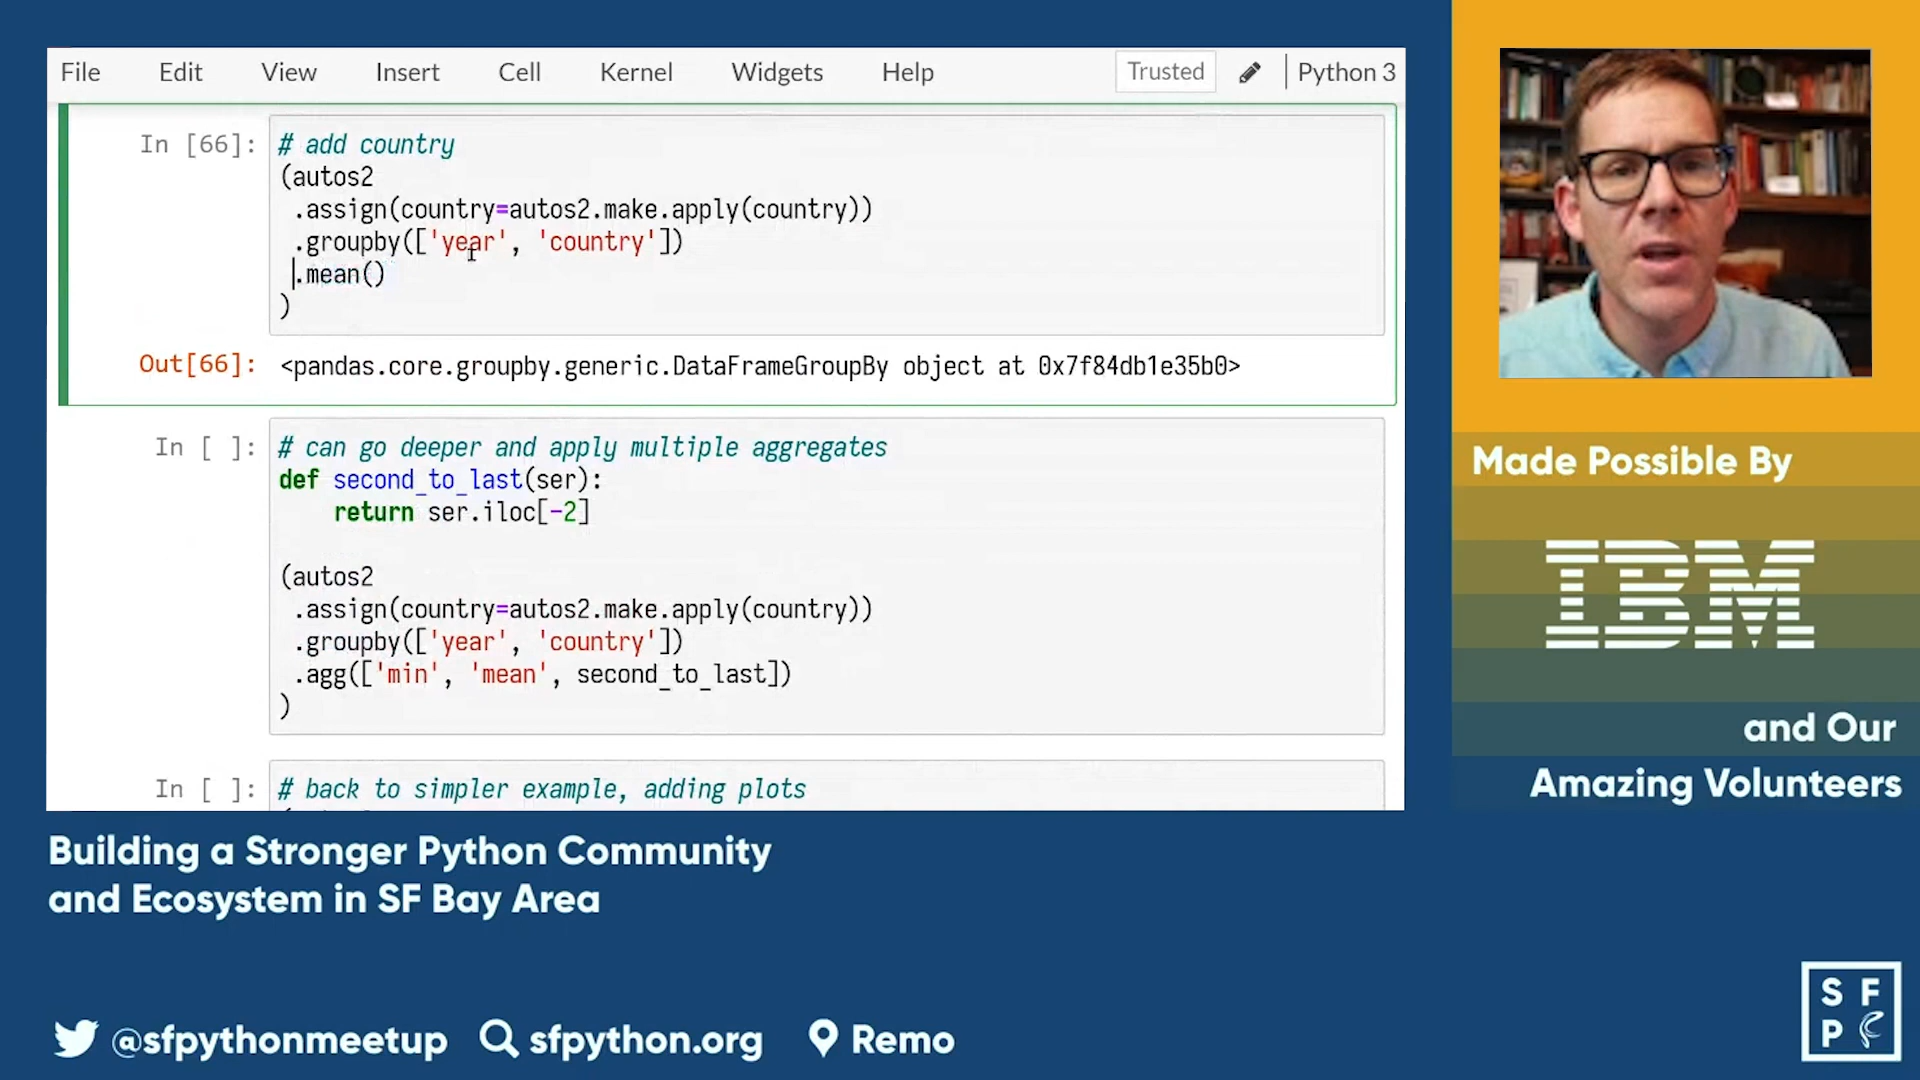 File Edit View Insert Cell Kernel Widgets Help Trusted Python 3
In [66]: # add country
(autos2
.assign(country=autos2.make.apply(country))
.groupby(['year', 'country'])
.mean()
)
Out[66]: <pandas.core.groupby.generic.DataFrameGroupBy object at 0x7f84db1e35b0>
In [ ]: # can go deeper and apply multiple aggregates
def second_to_last(ser):
return ser.iloc[-2]
(autos2
.assign(country=autos2.make.apply(country))
.groupby(['year', 'country'])
.agg(['min', 'mean', second_to_last])
)
In [ ]: # back to simpler example, adding plots
Made Possible By
IBM
and Our
Amazing Volunteers
Building a Stronger Python Community
and Ecosystem in SF Bay Area
@sfpythonmeetup sfpython.org Remo
S F
P